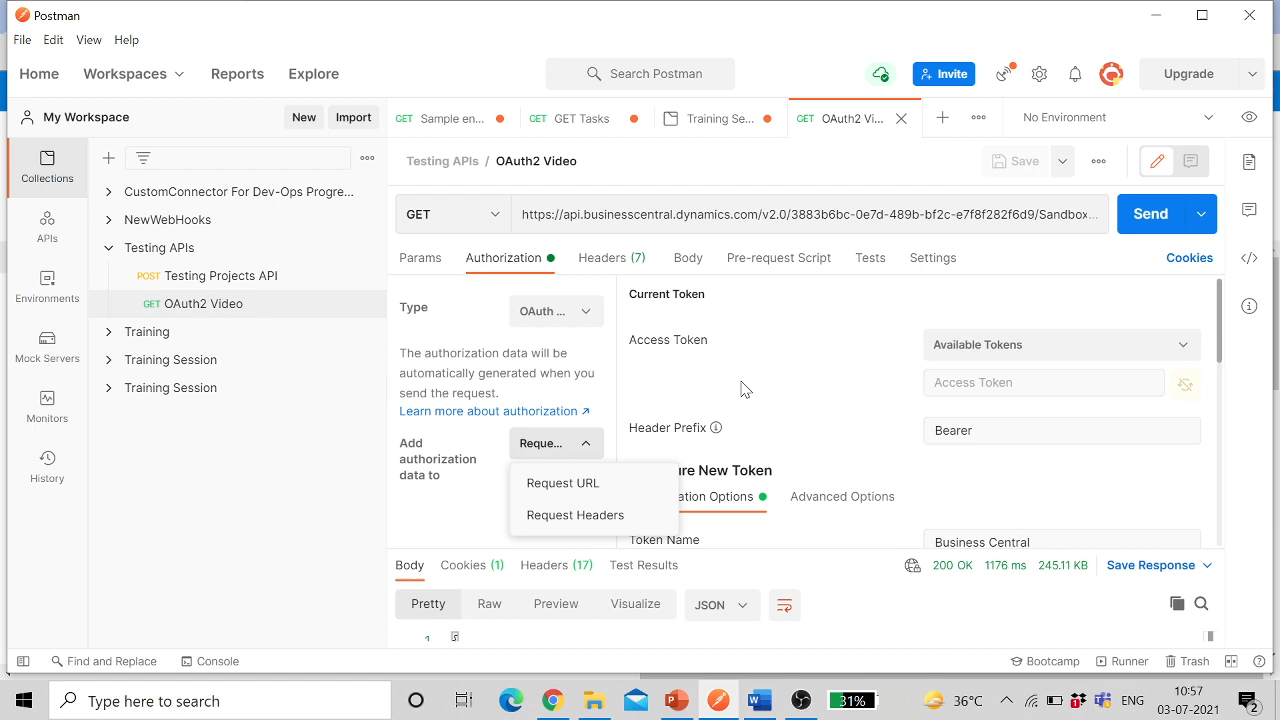 Postman
File Edit View Help
Home Workspaces Reports Explore Search Postman Invite Upgrade
My Workspace New Import GET Sample en... GET GET Tasks Training Se... GET OAuth2 Vi... No Environment
Collections
APIs
Environments
Mock Servers
Monitors
History
CustomConnector For Dev-Ops Progre...
NewWebHooks
Testing APIs
POST Testing Projects API
GET OAuth2 Video
Training
Training Session
Training Session
Testing APIs / OAuth2 Video Save
GET https://api.businesscentral.dynamics.com/v2.0/3883b6bc-0e7d-489b-bf2c-e7f8f282f6d9/Sandbox... Send
Params Authorization Headers (7) Body Pre-request Script Tests Settings Cookies
Type OAuth ...
The authorization data will be
automatically generated when you
send the request.
Learn more about authorization
Add
authorization
data to
Reque...
Request URL
Request Headers
Current Token
Access Token Available Tokens
Access Token
Header Prefix Bearer
ure New Token
ation Options Advanced Options
Token Name Business Central
Body Cookies (1) Headers (17) Test Results 200 OK 1176 ms 245.11 KB Save Response
Pretty Raw Preview Visualize JSON
1
Find and Replace Console Bootcamp Runner Trash
Type here to search 31% 36°C ENG 10:57
03-07-2021 2